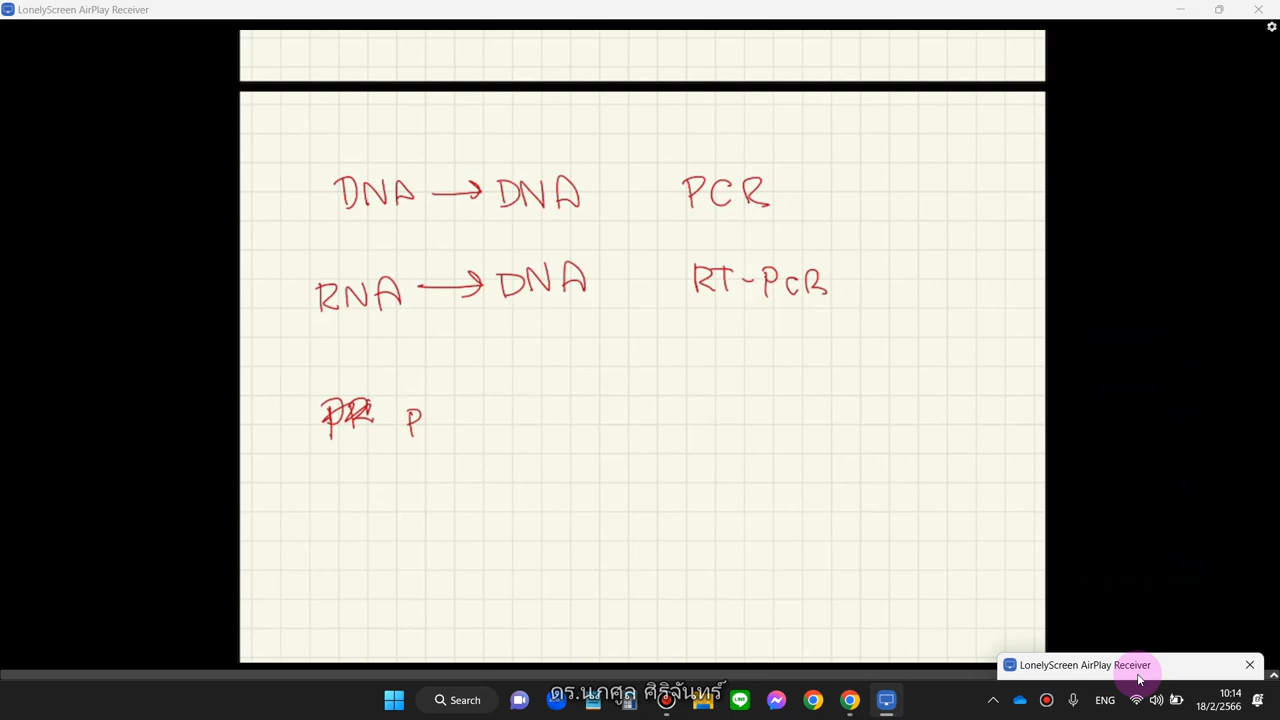 LonelyScreen AirPlay Receiver
DNA → DNA PCR
RNA → DNA RT-PCR
P
LonelyScreen AirPlay Receiver
Search
ดร.นภศล ศิริจันทร์
ENG
10:14
18/2/2566